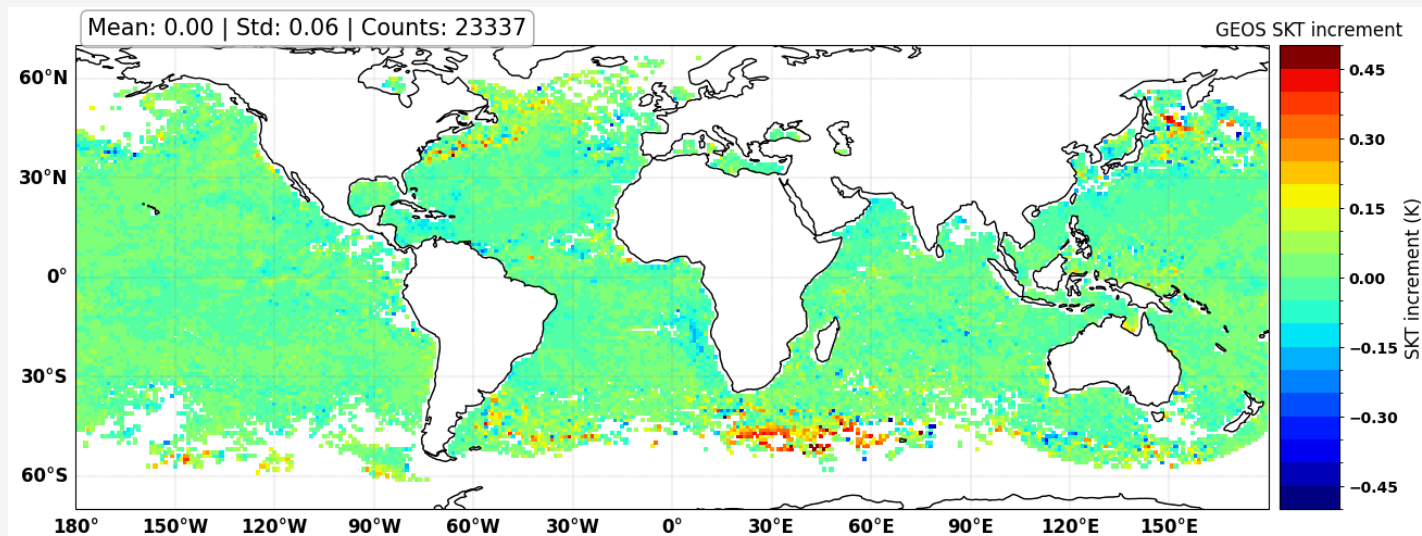 Mean: 0.00 | Std: 0.06 | Counts: 23337
GEOS SKT increment
60°N
30°N
0°
30°S
60°S
180°
150°W
120°W
90°W
60°W
30°W
0°
30°E
60°E
90°E
120°E
150°E
0.45
0.30
0.15
0.00
−0.15
−0.30
−0.45
SKT increment (K)